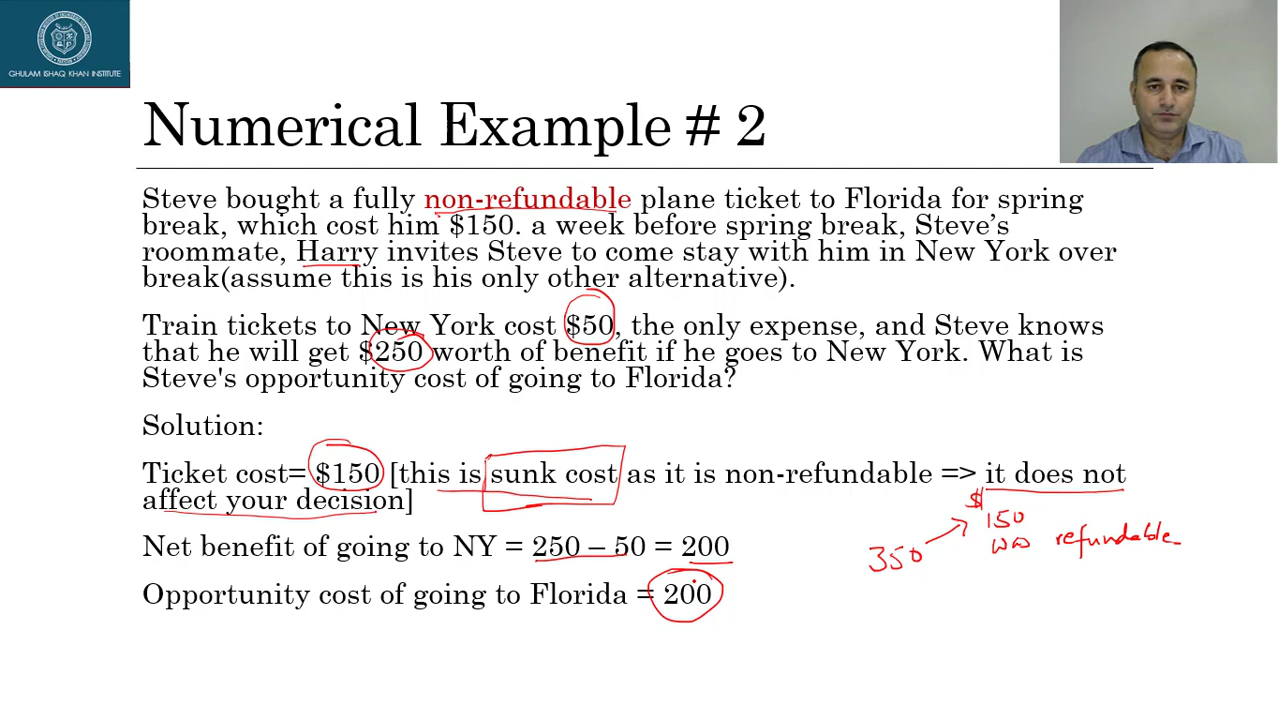 GHULAM ISHAQ KHAN INSTITUTE
Numerical Example # 2
Steve bought a fully non-refundable plane ticket to Florida for spring
break, which cost him $150. a week before spring break, Steve's
roommate, Harry invites Steve to come stay with him in New York over
break(assume this is his only other alternative).
Train tickets to New York cost $50, the only expense, and Steve knows
that he will get $250 worth of benefit if he goes to New York. What is
Steve's opportunity cost of going to Florida?
Solution:
Ticket cost= $150 [this is sunk cost as it is non-refundable => it does not
affect your decision]
$
150
350 refundable
Net benefit of going to NY = 250 – 50 = 200
Opportunity cost of going to Florida = 200